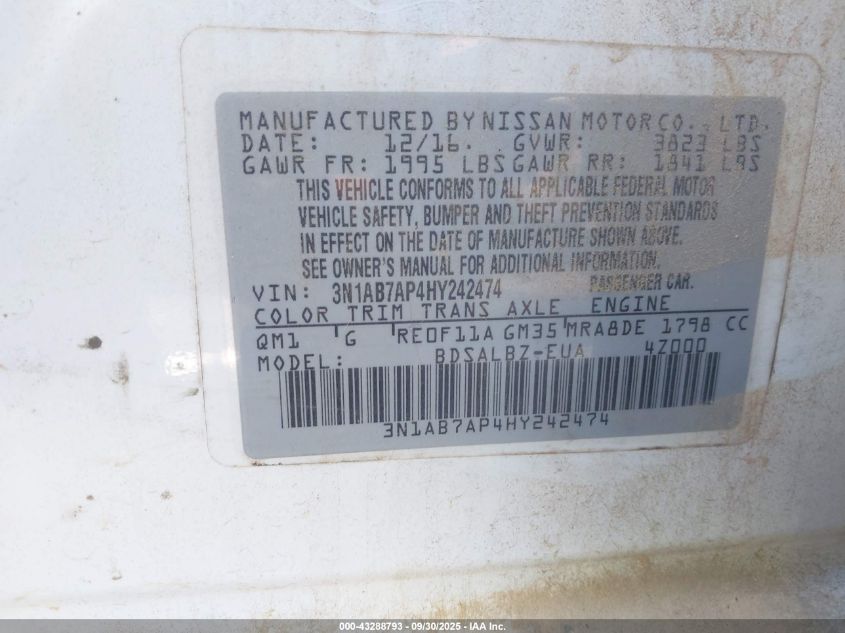 MANUFACTURED BY NISSAN MOTOR CO., LTD.
DATE: 12/16. GVWR: 3823 LBS
GAWR FR: 1995 LBS GAWR RR: 1841 LBS
THIS VEHICLE CONFORMS TO ALL APPLICABLE FEDERAL MOTOR
VEHICLE SAFETY, BUMPER AND THEFT PREVENTION STANDARDS
IN EFFECT ON THE DATE OF MANUFACTURE SHOWN ABOVE.
SEE OWNER'S MANUAL FOR ADDITIONAL INFORMATION.
VIN: 3N1AB7AP4HY242474 PASSENGER CAR.
COLOR TRIM TRANS AXLE ENGINE
QM1 G RE0F11A GM35 MRA8DE 1798 CC
MODEL: BDSALBZ-EUA 4Z000
3N1AB7AP4HY242474
000-43288793 - 09/30/2025 - IAA Inc.